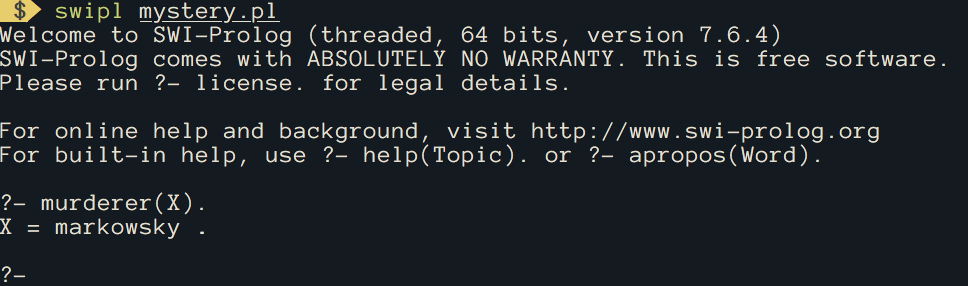 $ swipl mystery.pl
Welcome to SWI-Prolog (threaded, 64 bits, version 7.6.4)
SWI-Prolog comes with ABSOLUTELY NO WARRANTY. This is free software.
Please run ?- license. for legal details.
For online help and background, visit http://www.swi-prolog.org
For built-in help, use ?- help(Topic). or ?- apropos(Word).
?- murderer(X).
X = markowsky .
?-